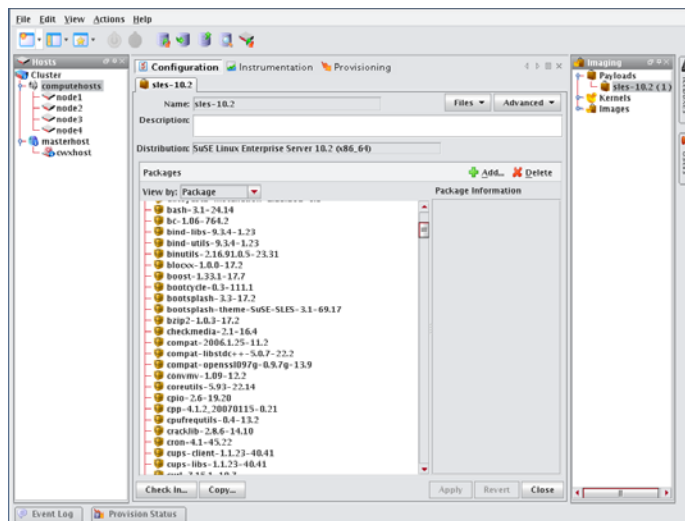 File Edit View Actions Help
Hosts
Cluster
computehosts
node1
node2
node3
node4
masterhost
cwxhost
Configuration Instrumentation Provisioning
sles-10.2
Name: sles-10.2
Files Advanced
Description:
Distribution: SuSE Linux Enterprise Server 10.2 (x86_64)
Packages
Add... Delete
View by: Package
Package Information
bash-3.1-24.14
bc-1.06-764.2
bind-libs-9.3.4-1.23
bind-utils-9.3.4-1.23
binutils-2.16.91.0.5-23.31
blocxx-1.0.0-17.2
boost-1.33.1-17.7
bootcycle-0.3-111.1
bootsplash-3.3-17.2
bootsplash-theme-SuSE-SLES-3.1-69.17
bzip2-1.0.3-17.2
checkmedia-2.1-16.4
compat-2006.1.25-11.2
compat-libstdc++-5.0.7-22.2
compat-openssl097g-0.9.7g-13.9
convmv-1.09-12.2
coreutils-5.93-22.14
cpio-2.6-19.20
cpp-4.1.2_20070115-0.21
cpufrequtils-0.4-13.2
cracklib-2.8.6-14.10
cron-4.1-45.22
cups-client-1.1.23-40.41
cups-libs-1.1.23-40.41
Check In... Copy...
Apply Revert Close
Imaging
Payloads
sles-10.2 (1)
Kernels
Images
Event Log Provision Status